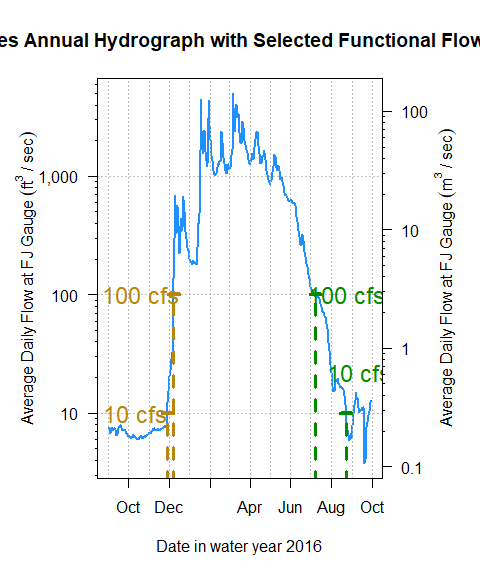 es Annual Hydrograph with Selected Functional Flow
Average Daily Flow at FJ Gauge (ft³ / sec)
1,000
100
10
100
10
1
0.1
Average Daily Flow at FJ Gauge (m³ / sec)
100 cfs
10 cfs
100 cfs
10 cfs
Oct Dec Apr Jun Aug Oct
Date in water year 2016